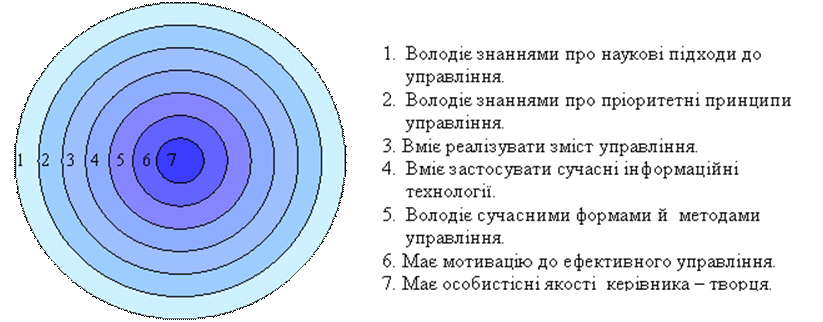 1 2 3 4 5 6 7
1. Володіє знаннями про наукові підходи до
управління.
2. Володіє знаннями про пріоритетні принципи
управління.
3. Вміє реалізувати зміст управління.
4. Вміє застосувати сучасні інформаційні
технології.
5. Володіє сучасними формами й методами
управління.
6. Має мотивацію до ефективного управління.
7. Має особистісні якості керівника – творця.